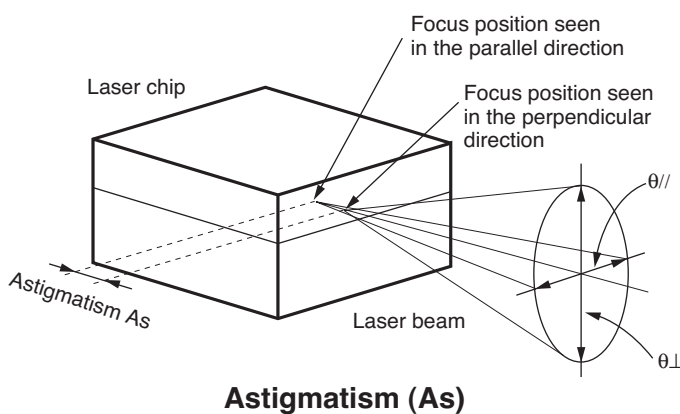 Focus position seen
in the parallel direction
Laser chip
Focus position seen
in the perpendicular
direction
θ//
Astigmatism As
Laser beam
θ⊥
Astigmatism (As)